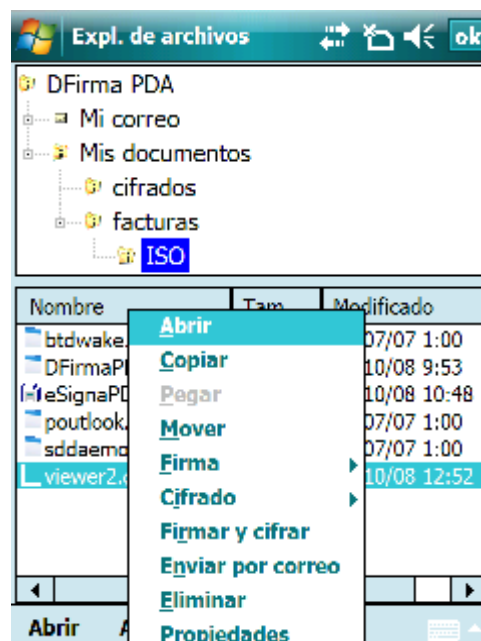 Expl. de archivos ok
DFirma PDA
Mi correo
Mis documentos
cifrados
facturas
ISO
Nombre Tam Modificado
btdwake. 07/07 1:00
DFirmaP 10/08 9:53
eSignaPD 10/08 10:48
poutlook. 07/07 1:00
sddaemo 07/07 1:00
viewer2. 10/08 12:52
Abrir
Copiar
Pegar
Mover
Firma
Cifrado
Firmar y cifrar
Enviar por correo
Eliminar
Propiedades
Abrir